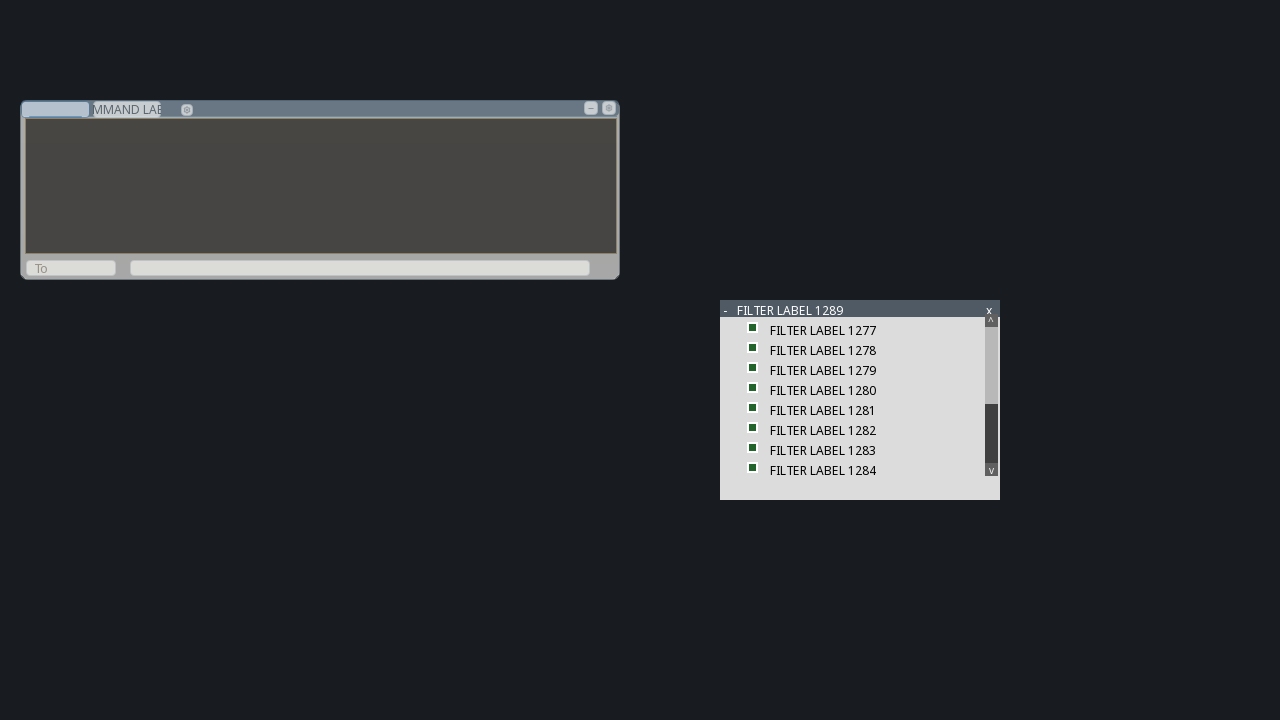 MMAND LAB
To
- FILTER LABEL 1289 x
FILTER LABEL 1277
FILTER LABEL 1278
FILTER LABEL 1279
FILTER LABEL 1280
FILTER LABEL 1281
FILTER LABEL 1282
FILTER LABEL 1283
FILTER LABEL 1284